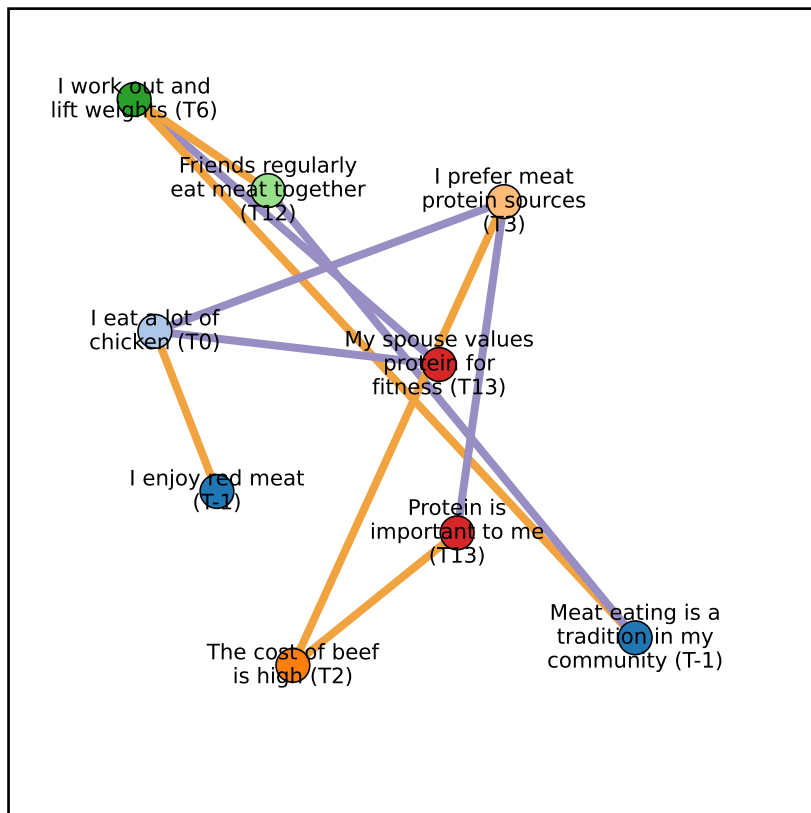 I work out and
lift weights (T6)
Friends regularly
eat meat together
(T12)
I prefer meat
protein sources
(T3)
I eat a lot of
chicken (T0)
My spouse values
protein for
fitness (T13)
I enjoy red meat
(T-1)
Protein is
important to me
(T13)
Meat eating is a
tradition in my
community (T-1)
The cost of beef
is high (T2)